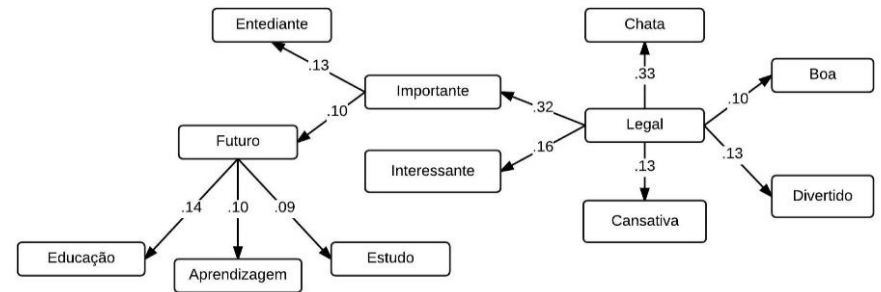 Entediante
Chata
.13
.33
Boa
Importante
.10
.32
.10
Legal
Futuro
.16
.13
.13
Interessante
Divertido
.14
.10
.09
Cansativa
Educação
Aprendizagem
Estudo